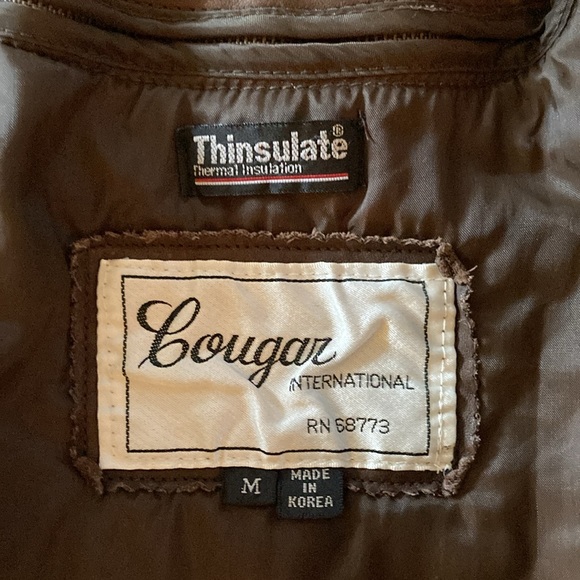 Thinsulate®
Thermal Insulation
Cougar
INTERNATIONAL
RN 68773
M
MADE
IN
KOREA